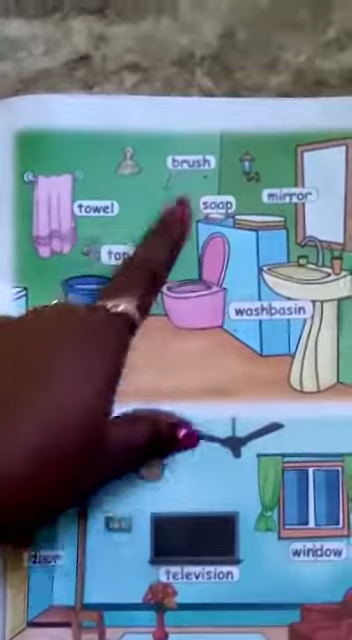 brush
soap
mirror
towel
washbasin
window
television